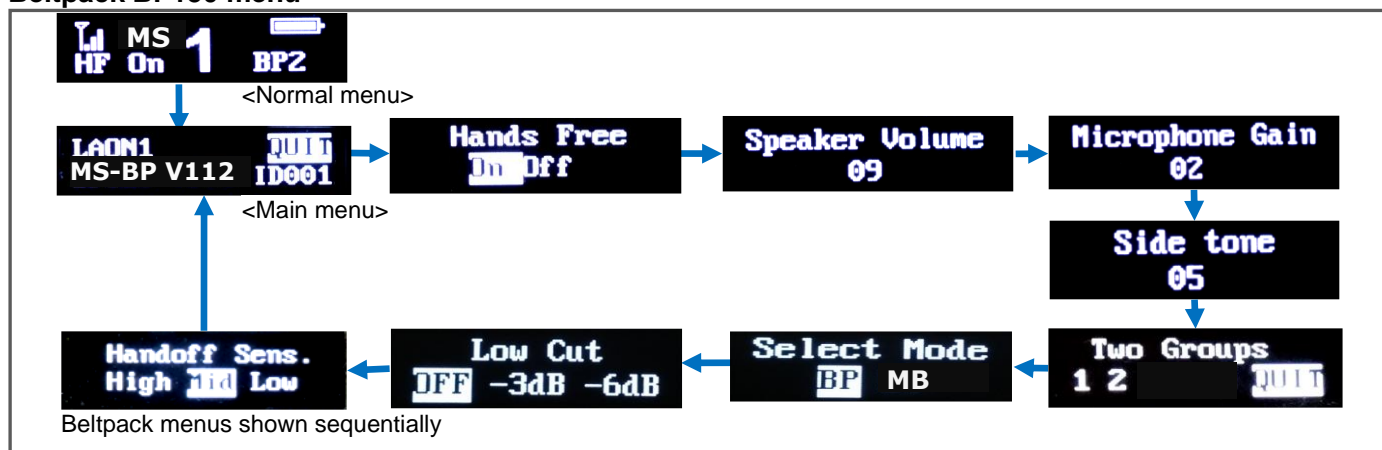 Beltpack menu
MS 1
HF On BP2
<Normal menu>
LAON1 QUIT
MS-BP V112 ID001
<Main menu>
Hands Free
On Off
Speaker Volume
09
Microphone Gain
02
Side tone
05
Two Groups
1 2 QUIT
Select Mode
BP MB
Low Cut
OFF -3dB -6dB
Handoff Sens.
High Mid Low
Beltpack menus shown sequentially